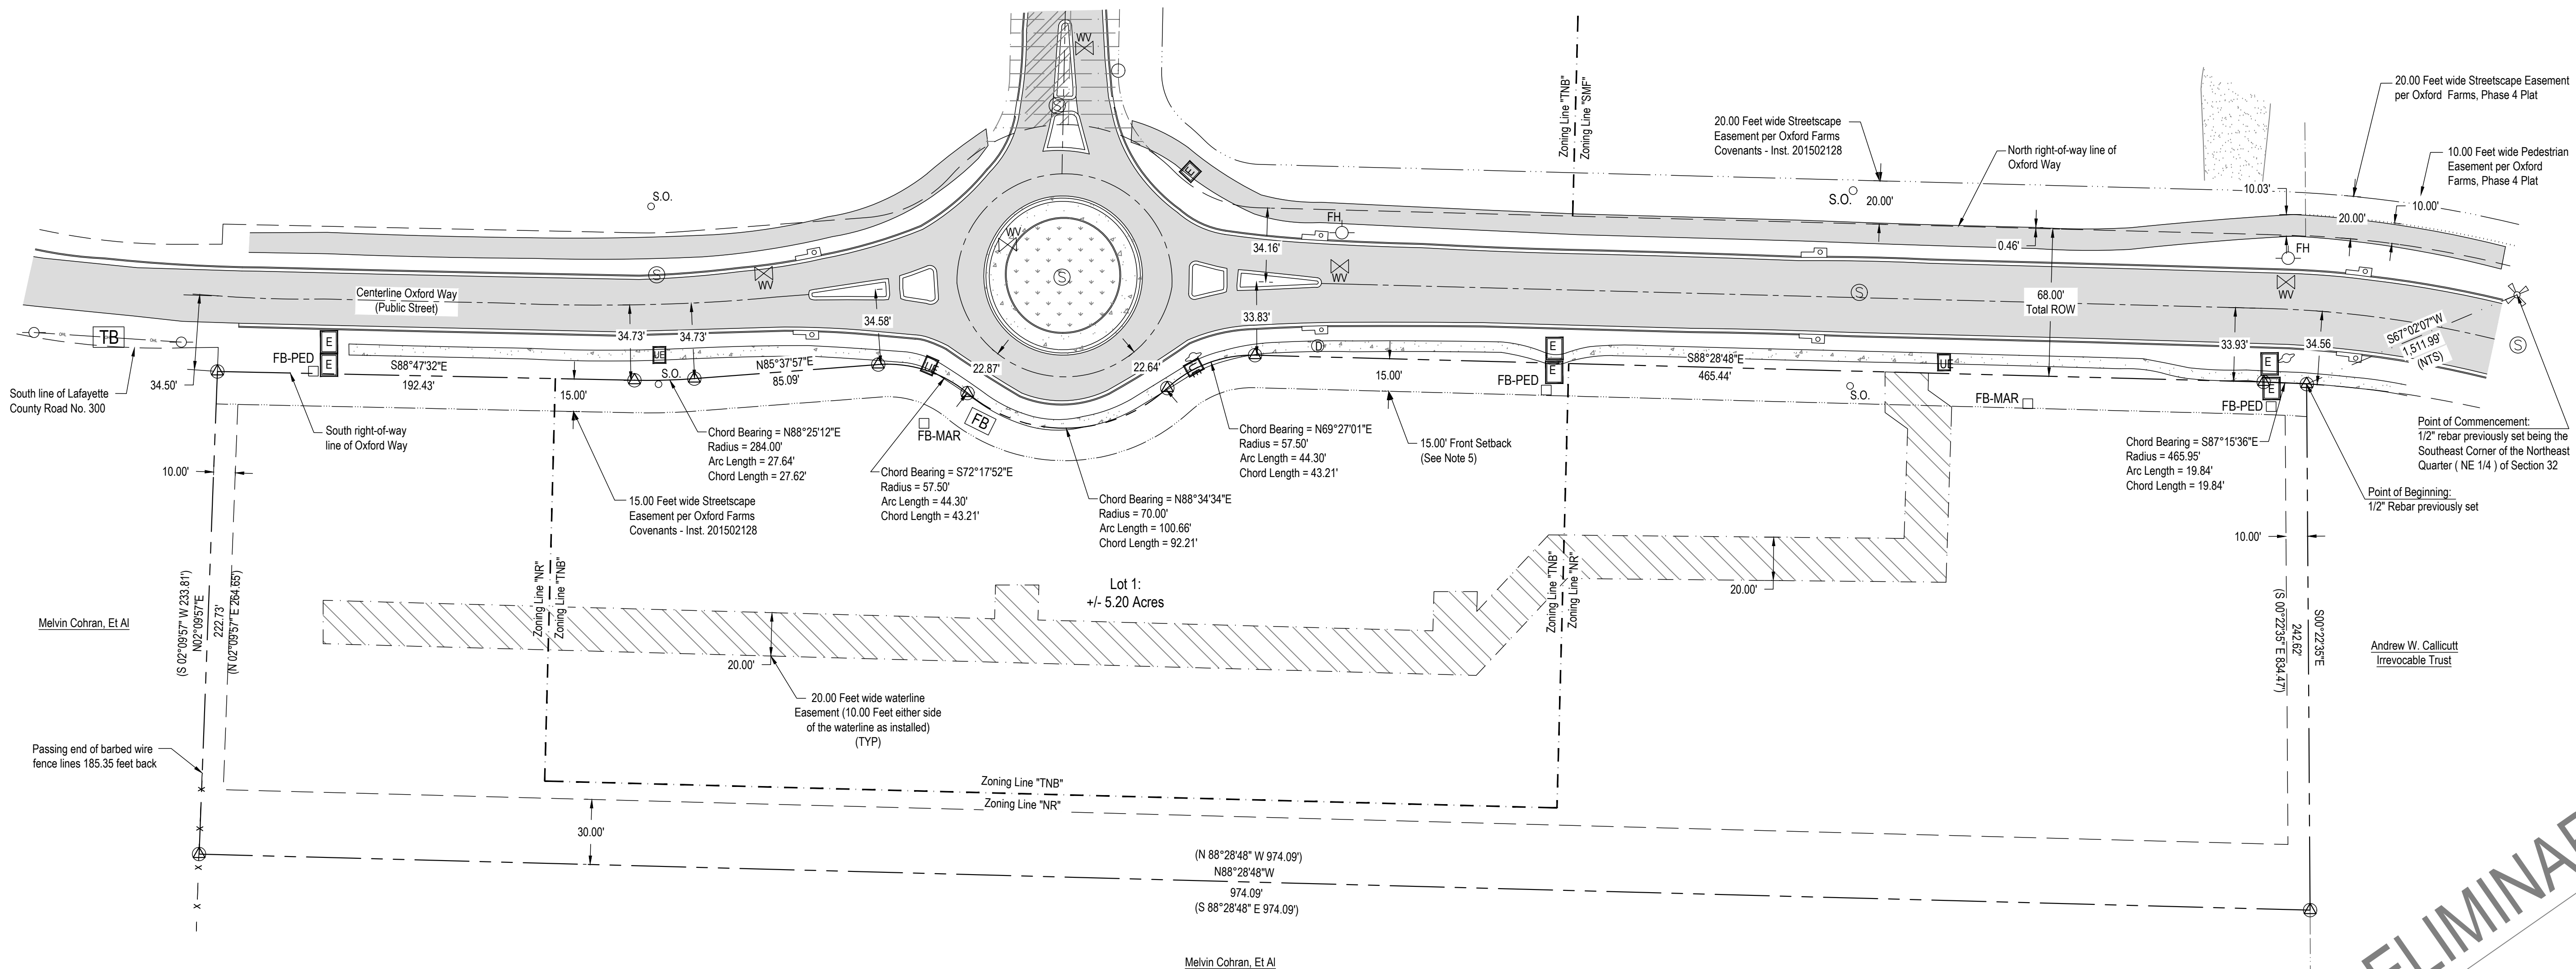 WV
S
Zoning Line "TNB"
Zoning Line "SMF"
20.00 Feet wide Streetscape Easement
per Oxford Farms, Phase 4 Plat
20.00 Feet wide Streetscape
Easement per Oxford Farms
Covenants - Inst. 201502128
North right-of-way line of
Oxford Way
10.00 Feet wide Pedestrian
Easement per Oxford
Farms, Phase 4 Plat
E
S.O.
S.O.
20.00'
10.03'
20.00'
10.00'
FH
WV
34.16'
0.46'
FH
S
WV
WV
S
S
WV
S
Centerline Oxford Way
(Public Street)
68.00'
Total ROW
34.73'
34.73'
34.58'
33.83'
33.93'
34.56
S67°02'07"W
1,511.99'
(NTS)
OHL
TB
FB-PED
E
E
UE
S.O.
D
E
E
UE
E
E
S88°47'32"E
192.43'
N85°37'57"E
85.09'
22.87'
22.64'
15.00'
S88°28'48"E
465.44'
FB-PED
34.50'
South line of Lafayette
County Road No. 300
15.00'
South right-of-way
line of Oxford Way
FB
FB-MAR
S.O.
FB-MAR
FB-PED
Point of Commencement:
1/2" rebar previously set being the
Southeast Corner of the Northeast
Quarter ( NE 1/4 ) of Section 32
10.00'
Chord Bearing = N88°25'12"E
Radius = 284.00'
Arc Length = 27.64'
Chord Length = 27.62'
Chord Bearing = S72°17'52"E
Radius = 57.50'
Arc Length = 44.30'
Chord Length = 43.21'
Chord Bearing = N88°34'34"E
Radius = 70.00'
Arc Length = 100.66'
Chord Length = 92.21'
Chord Bearing = N69°27'01"E
Radius = 57.50'
Arc Length = 44.30'
Chord Length = 43.21'
15.00' Front Setback
(See Note 5)
Chord Bearing = S87°15'36"E
Radius = 465.95'
Arc Length = 19.84'
Chord Length = 19.84'
Point of Beginning:
1/2" Rebar previously set
15.00 Feet wide Streetscape
Easement per Oxford Farms
Covenants - Inst. 201502128
10.00'
(S 02°09'57" W 233.81')
N02°09'57"E
222.73'
(N 02°09'57" E 264.65')
Zoning Line "NR"
Zoning Line "TNB"
Lot 1:
+/- 5.20 Acres
Zoning Line "TNB"
Zoning Line "NR"
20.00'
(S 00°22'35" E 834.47')
242.62'
S00°22'35"E
Melvin Cohran, Et Al
Andrew W. Callicutt
Irrevocable Trust
20.00'
20.00 Feet wide waterline
Easement (10.00 Feet either side
of the waterline as installed)
(TYP)
Passing end of barbed wire
fence lines 185.35 feet back
Zoning Line "TNB"
Zoning Line "NR"
30.00'
(N 88°28'48" W 974.09')
N88°28'48"W
974.09'
(S 88°28'48" E 974.09')
Melvin Cohran, Et Al